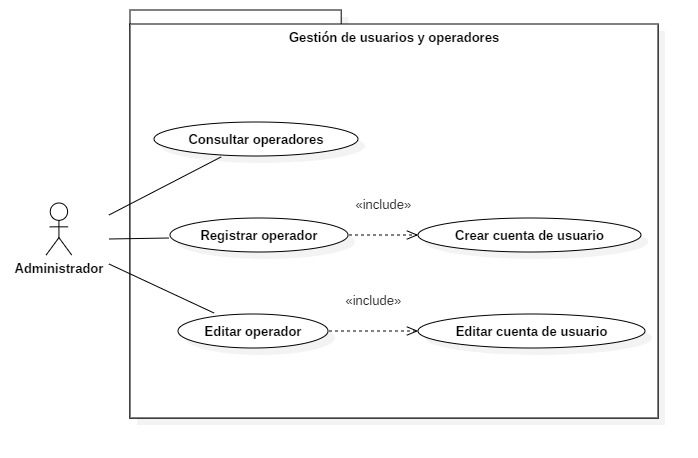 Gestión de usuarios y operadores
Consultar operadores
«include»
Registrar operador
Crear cuenta de usuario
Administrador
«include»
Editar operador
Editar cuenta de usuario